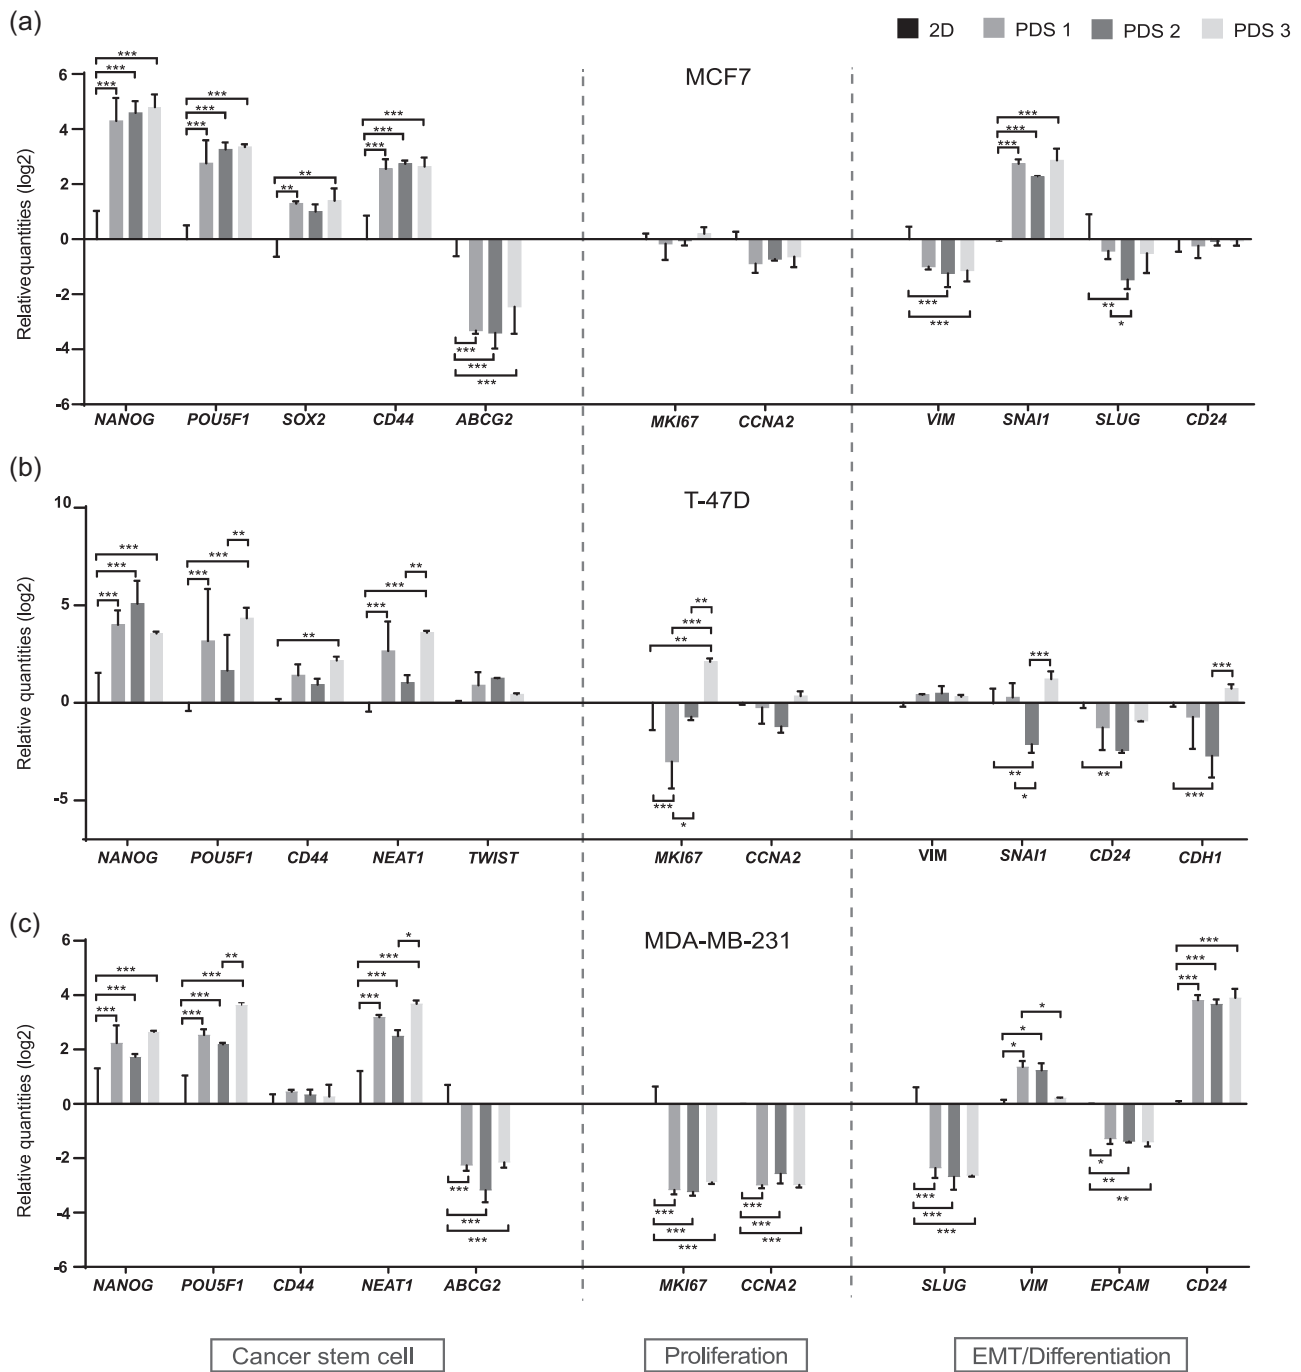 (a)
2D PDS 1 PDS 2 PDS 3
MCF7
Relativequantities (log2)
6
4
2
0
-2
-4
-6
*** *** *** *** *** *** ** ** *** *** *** *** *** ***
*** *** *** *** *** ** *
NANOG POU5F1 SOX2 CD44 ABCG2 MKI67 CCNA2 VIM SNAI1 SLUG CD24
(b)
T-47D
Relative quantities (log2)
10
5
0
-5
*** *** *** *** *** ** ** *** *** ** ** *** ** *** ***
*** * ** * ** ***
NANOG POU5F1 CD44 NEAT1 TWIST MKI67 CCNA2 VIM SNAI1 CD24 CDH1
(c)
MDA-MB-231
Relative quantities (log2)
6
4
2
0
-2
-4
-6
*** *** *** *** *** *** ** *** *** *** * * * * *** *** ***
*** *** *** *** *** *** *** *** *** *** *** *** * ** **
NANOG POU5F1 CD44 NEAT1 ABCG2 MKI67 CCNA2 SLUG VIM EPCAM CD24
Cancer stem cell Proliferation EMT/Differentiation